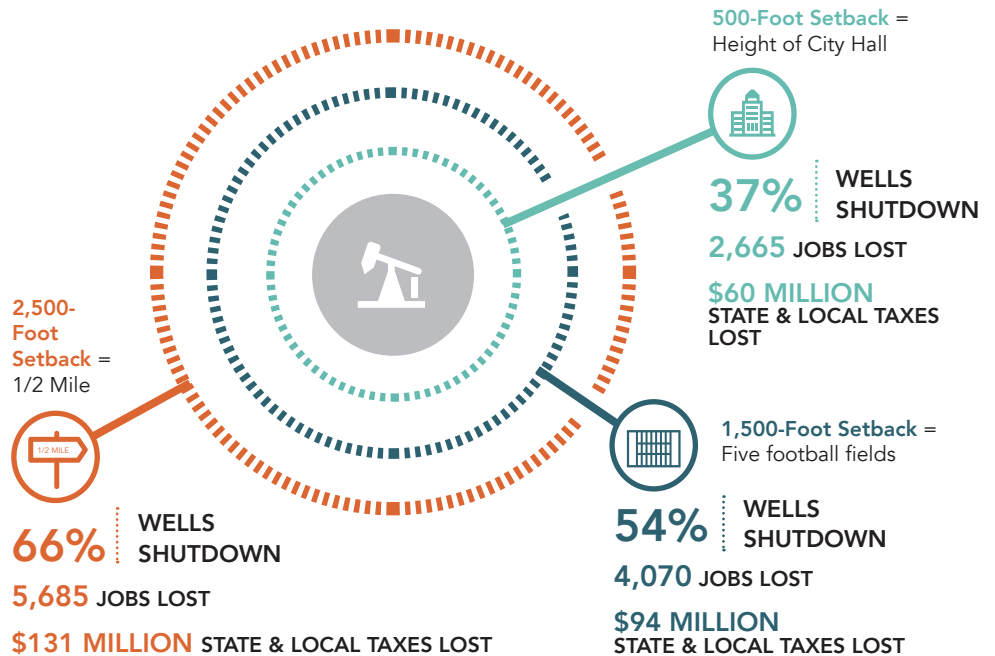 500-Foot Setback =
Height of City Hall
37%
WELLS
SHUTDOWN
2,665 JOBS LOST
$60 MILLION
STATE & LOCAL TAXES
LOST
2,500-
Foot
Setback =
1/2 Mile
1/2 MILE
66%
WELLS
SHUTDOWN
5,685 JOBS LOST
$131 MILLION STATE & LOCAL TAXES LOST
1,500-Foot Setback =
Five football fields
54%
WELLS
SHUTDOWN
4,070 JOBS LOST
$94 MILLION
STATE & LOCAL TAXES LOST